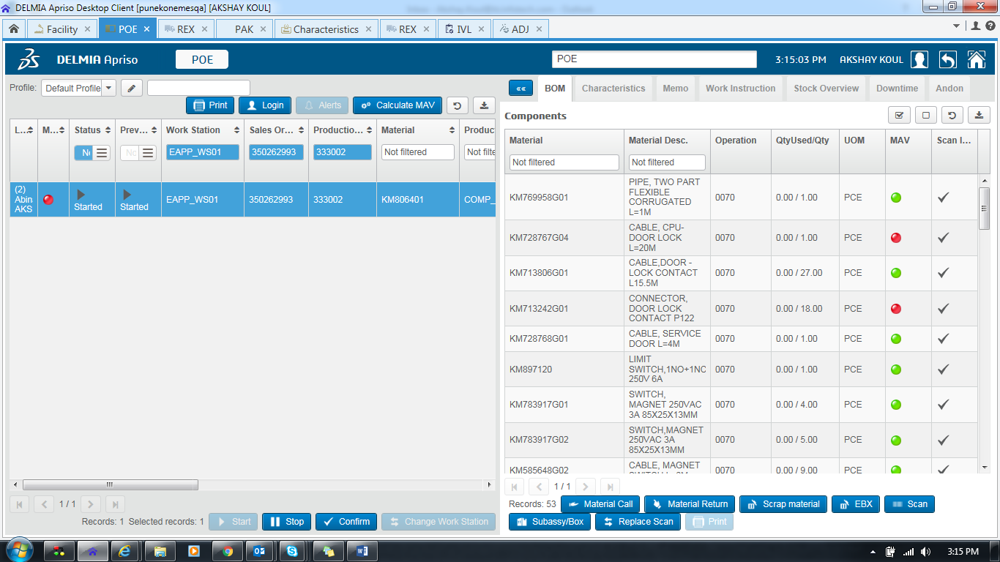 DELMIA Apriso Desktop Client [punekonemesqa] [AKSHAY KOUL]
Facility
POE
REX
PAK
Characteristics
REX
IVL
ADJ
DELMIA Apriso
POE
POE
3:15:03 PM
AKSHAY KOUL
Profile:
Default Profile
Print
Login
Alerts
Calculate MAV
L...
M...
Status
Prev...
Work Station
Sales Or...
Productio...
Material
Produc
EAPP_WS01
350262993
333002
Not filtered
(2)
Abin
AKS
Started
Started
EAPP_WS01
350262993
333002
KM806401
COMP_
1 / 1
Records: 1 Selected records: 1
Start
Stop
Confirm
Change Work Station
««
BOM
Characteristics
Memo
Work Instruction
Stock Overview
Downtime
Andon
Components
Material
Material Desc.
Operation
QtyUsed/Qty
UOM
MAV
Scan I...
Not filtered
Not filtered
KM769958G01
PIPE, TWO PART
FLEXIBLE
CORRUGATED
L=1M
0070
0.00 / 1.00
PCE
KM728767G04
CABLE, CPU-
DOOR LOCK
L=20M
0070
0.00 / 1.00
PCE
KM713806G01
CABLE,DOOR -
LOCK CONTACT
L15.5M
0070
0.00 / 27.00
PCE
KM713242G01
CONNECTOR,
DOOR LOCK
CONTACT P122
0070
0.00 / 18.00
PCE
KM728768G01
CABLE, SERVICE
DOOR L=4M
0070
0.00 / 1.00
PCE
KM897120
LIMIT
SWITCH,1NO+1NC
250V 6A
0070
0.00 / 1.00
PCE
KM783917G01
SWITCH,
MAGNET 250VAC
3A 85X25X13MM
0070
0.00 / 4.00
PCE
KM783917G02
SWITCH,MAGNET
250VAC 3A
85X25X13MM
0070
0.00 / 5.00
PCE
KM585648G02
CABLE, MAGNET
0070
0.00 / 9.00
PCE
1 / 1
Records: 53
Material Call
Material Return
Scrap material
EBX
Scan
Subassy/Box
Replace Scan
Print
3:15 PM